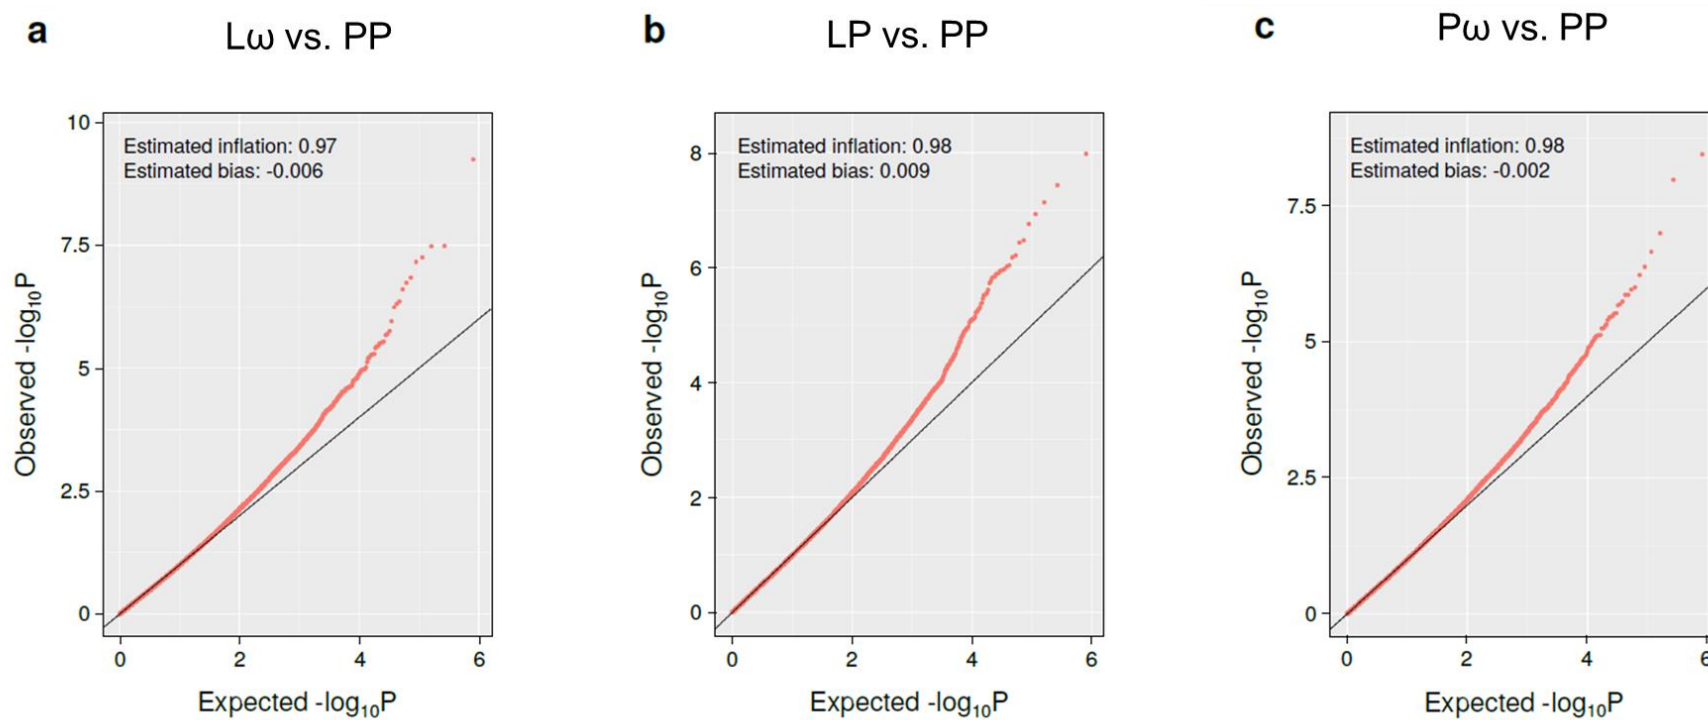 a
Lω vs. PP
10
7.5
5
2.5
0
Estimated inflation: 0.97
Estimated bias: -0.006
Observed -log10P
0 2 4 6
Expected -log10P
b
LP vs. PP
8
6
4
2
0
Estimated inflation: 0.98
Estimated bias: 0.009
Observed -log10P
0 2 4 6
Expected -log10P
c
Pω vs. PP
7.5
5
2.5
0
Estimated inflation: 0.98
Estimated bias: -0.002
Observed -log10P
0 2 4 6
Expected -log10P